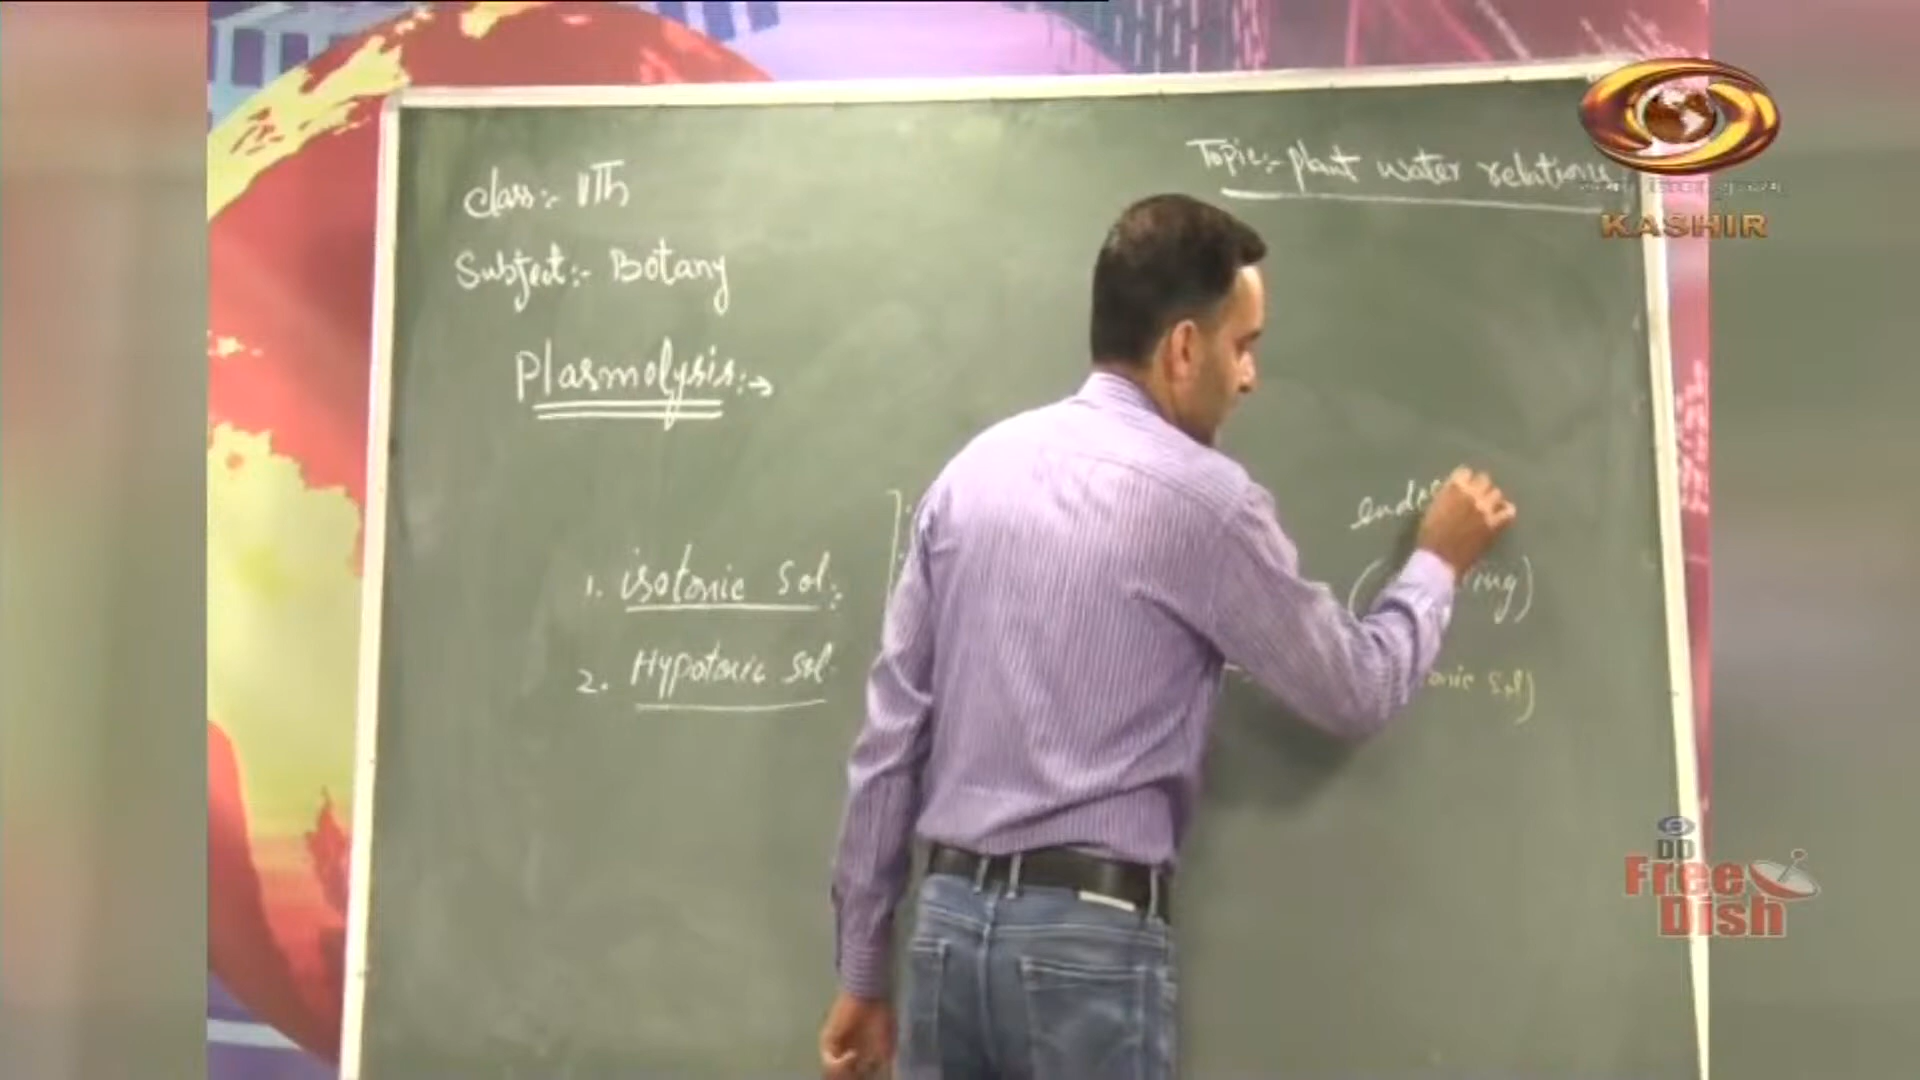 Class:- 11Th
Topic:- plant water relations
Subject:- Botany
KASHIR
Plasmolysis:→
1. isotonic Sol:
2. Hypotonic Sol.
DD
Free
Dish